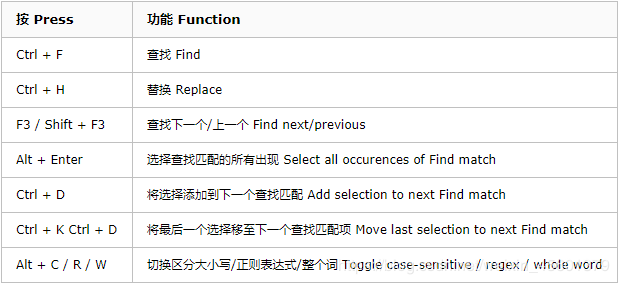 按 Press 功能 Function
Ctrl + F 查找 Find
Ctrl + H 替换 Replace
F3 / Shift + F3 查找下一个/上一个 Find next/previous
Alt + Enter 选择查找匹配的所有出现 Select all occurences of Find match
Ctrl + D 将选择添加到下一个查找匹配 Add selection to next Find match
Ctrl + K Ctrl + D 将最后一个选择移至下一个查找匹配项 Move last selection to next Find match
Alt + C / R / W 切换区分大小写/正则表达式/整个词 Toggle case-sensitive / regex / whole word